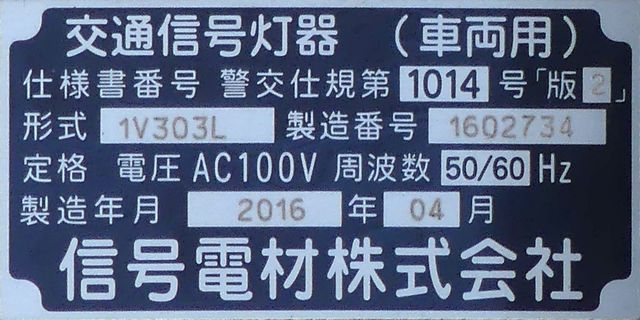 交通信号灯器 （車両用）
仕様書番号 警交仕規第 1014 号「版2」
形式 1V303L 製造番号 1602734
定格 電圧 AC100V 周波数 50/60 Hz
製造年月 2016 年 04 月
信号電材株式会社